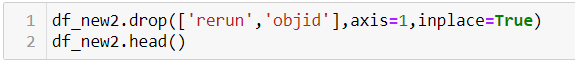 1 df_new2.drop(['rerun','objid'],axis=1,inplace=True)
2 df_new2.head()